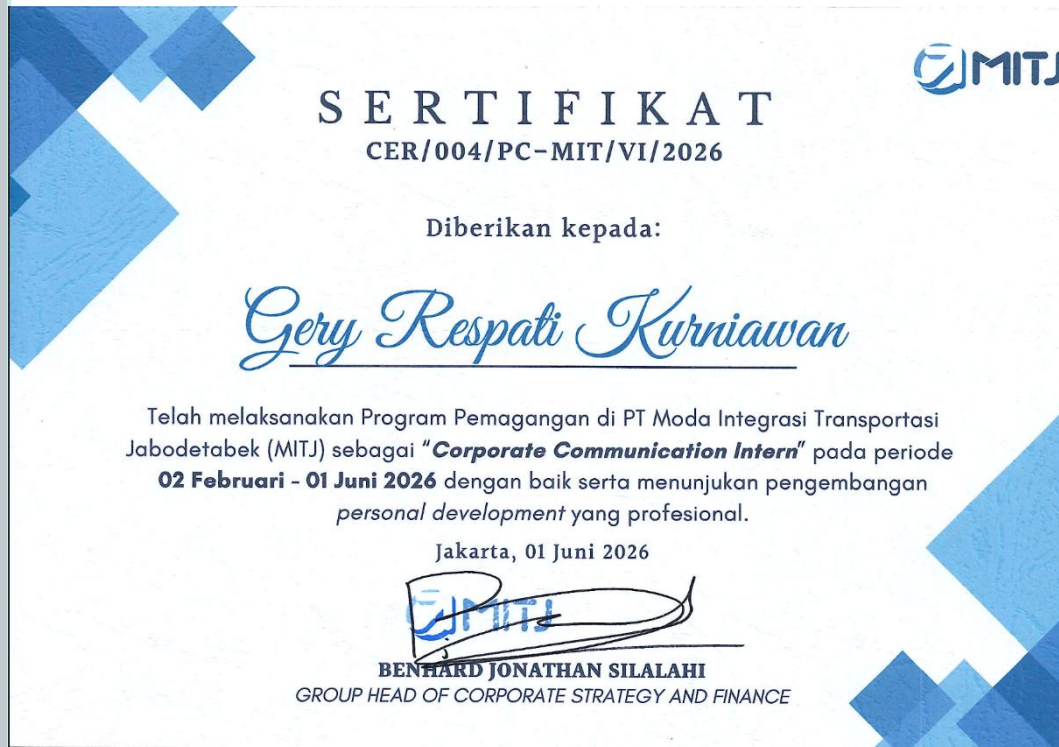 MITJ
SERTIFIKAT
CER/004/PC-MIT/VI/2026
Diberikan kepada:
Gery Respati Kurniawan
Telah melaksanakan Program Pemagangan di PT Moda Integrasi Transportasi
Jabodetabek (MITJ) sebagai “Corporate Communication Intern” pada periode
02 Februari - 01 Juni 2026 dengan baik serta menunjukan pengembangan
personal development yang profesional.
Jakarta, 01 Juni 2026
MITJ
BENHARD JONATHAN SILALAHI
GROUP HEAD OF CORPORATE STRATEGY AND FINANCE